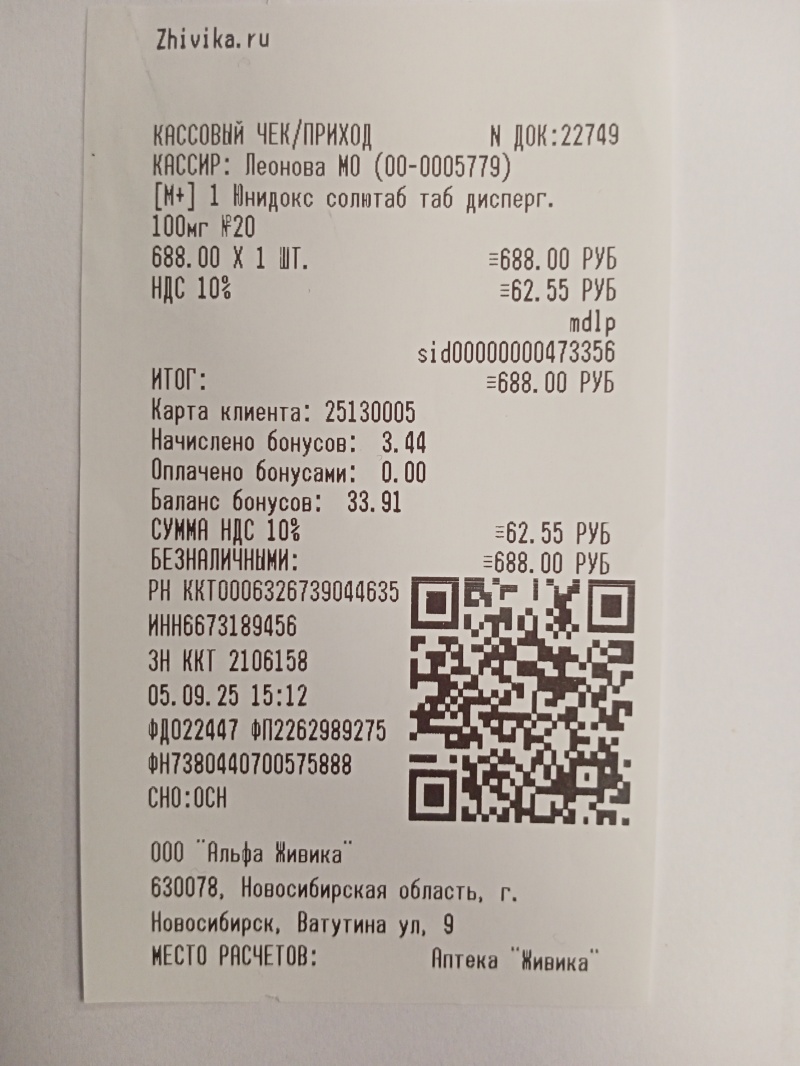 Zhivika.ru
КАССОВЫЙ ЧЕК/ПРИХОД N ДОК:22749
КАССИР: Леонова МО (00-0005779)
[М+] 1 Юнидокс солютаб таб дисперг.
100мг №20
688.00 X 1 ШТ. ≡688.00 РУБ
НДС 10% ≡62.55 РУБ
mdlp
sid00000000473356
ИТОГ: ≡688.00 РУБ
Карта клиента: 25130005
Начислено бонусов: 3.44
Оплачено бонусами: 0.00
Баланс бонусов: 33.91
СУММА НДС 10% ≡62.55 РУБ
БЕЗНАЛИЧНЫМИ: ≡688.00 РУБ
РН ККТ0006326739044635
ИНН6673189456
ЗН ККТ 2106158
05.09.25 15:12
ФД022447 ФП2262989275
ФН7380440700575888
СНО:ОСН
ООО "Альфа Живика"
630078, Новосибирская область, г.
Новосибирск, Ватутина ул, 9
МЕСТО РАСЧЕТОВ: Аптека "Живика"